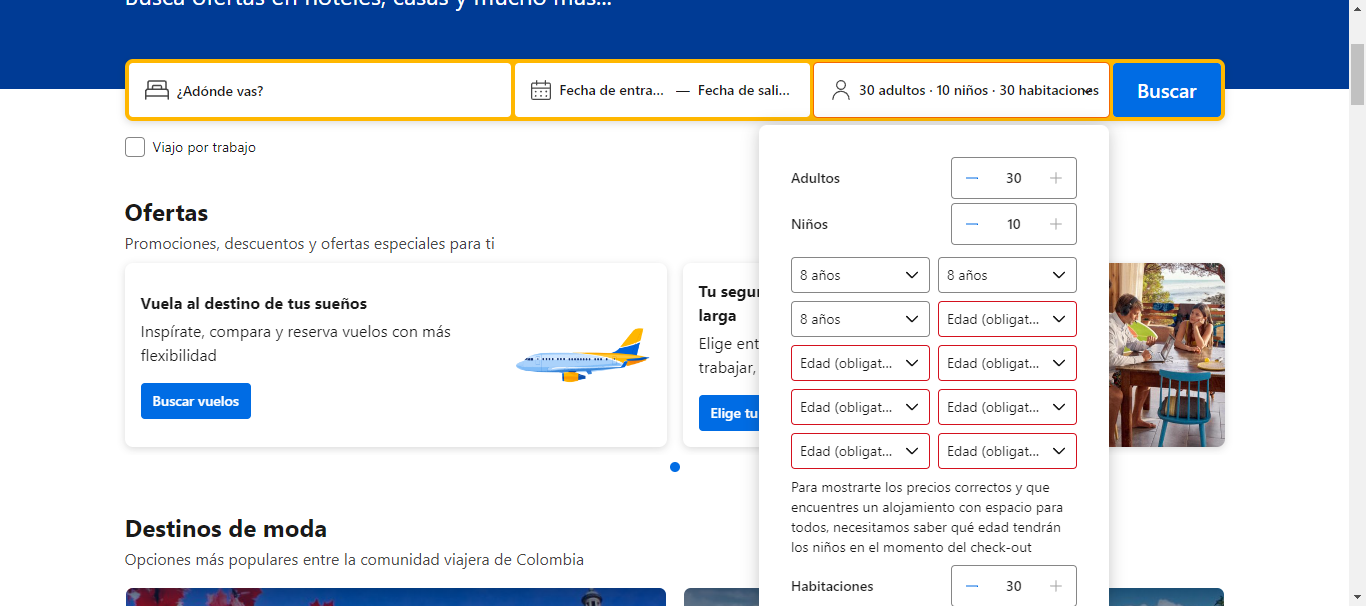 Busca ofertas en hoteles, casas y mucho más...
¿Adónde vas?
Fecha de entra... — Fecha de sali...
30 adultos · 10 niños · 30 habitaciones
Buscar
Viajo por trabajo
Ofertas
Promociones, descuentos y ofertas especiales para ti
Vuela al destino de tus sueños
Inspírate, compara y reserva vuelos con más
flexibilidad
Buscar vuelos
Tu segu
larga
Elige ent
trabajar,
Elige tu
Adultos
30
Niños
10
8 años
8 años
8 años
Edad (obligat...
Edad (obligat...
Edad (obligat...
Edad (obligat...
Edad (obligat...
Edad (obligat...
Edad (obligat...
Para mostrarte los precios correctos y que
encuentres un alojamiento con espacio para
todos, necesitamos saber qué edad tendrán
los niños en el momento del check-out
Habitaciones
30
Destinos de moda
Opciones más populares entre la comunidad viajera de Colombia